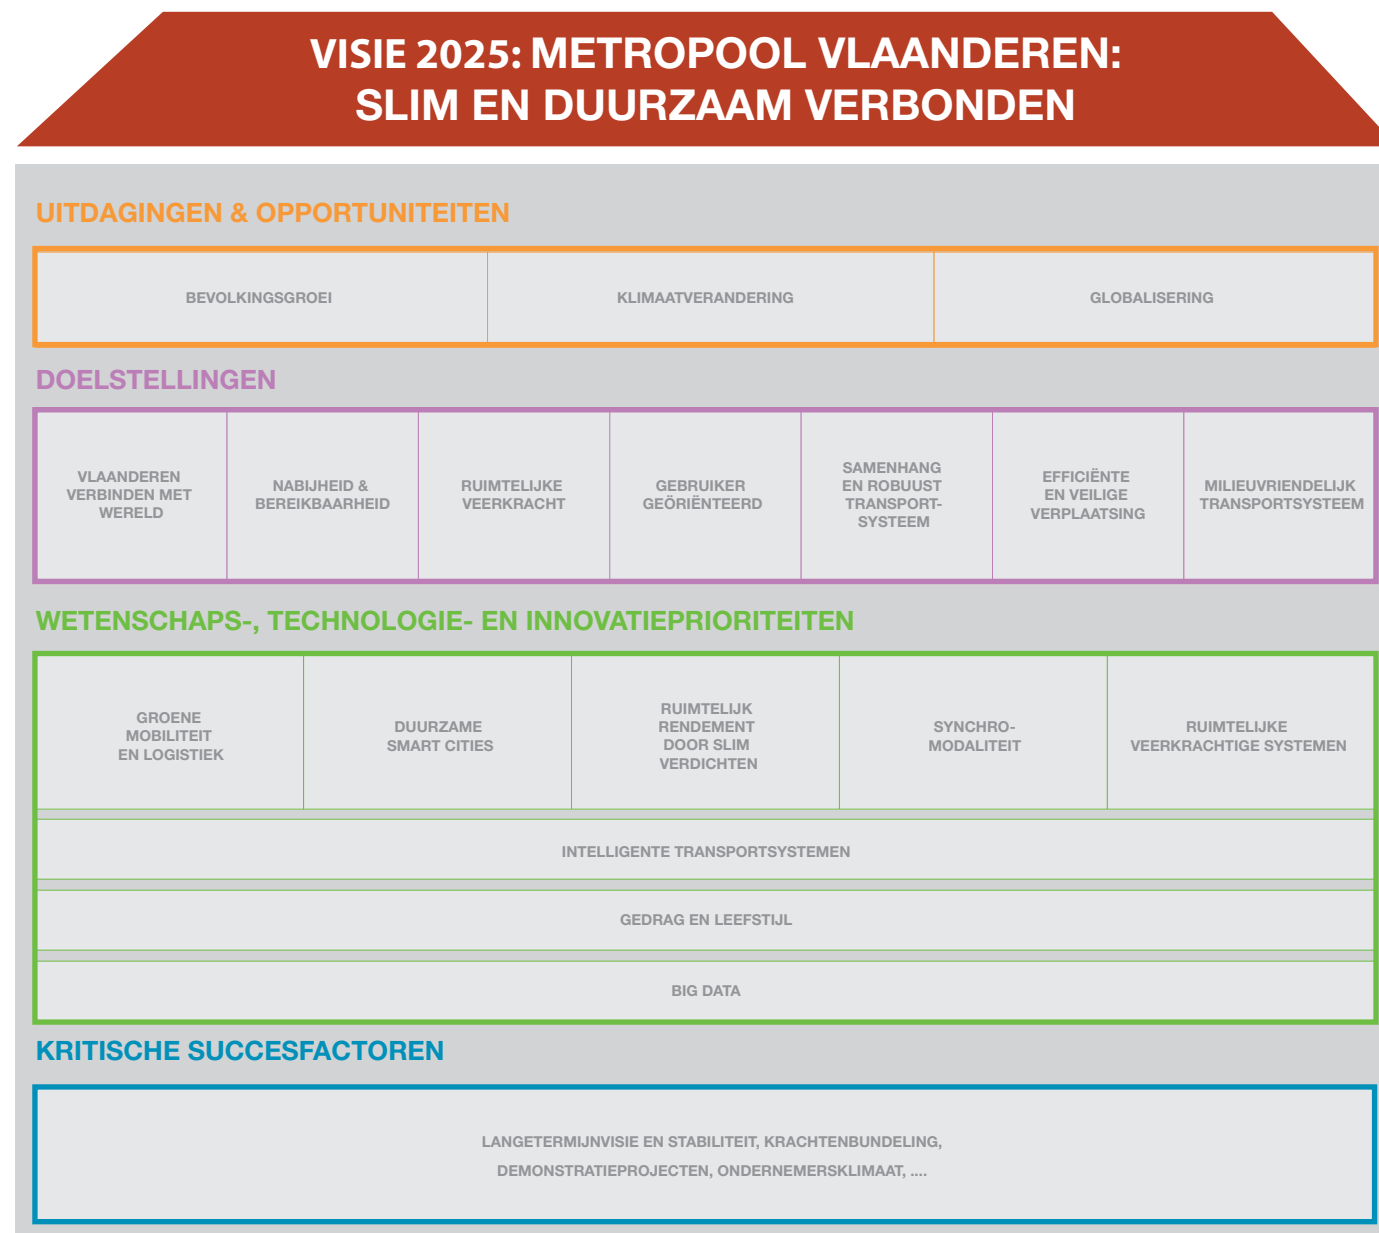 VISIE 2025: METROPOOL VLAANDEREN:
SLIM EN DUURZAAM VERBONDEN
UITDAGINGEN & OPPORTUNITEITEN
BEVOLKINGSGROEI
KLIMAATVERANDERING
GLOBALISERING
DOELSTELLINGEN
VLAANDEREN
VERBINDEN MET
WERELD
NABIJHEID &
BEREIKBAARHEID
RUIMTELIJKE
VEERKRACHT
GEBRUIKER
GEÖRIËNTEERD
SAMENHANG
EN ROBUUST
TRANSPORT-
SYSTEEM
EFFICIËNTE
EN VEILIGE
VERPLAATSING
MILIEUVRIENDELIJK
TRANSPORTSYSTEEM
WETENSCHAPS-, TECHNOLOGIE- EN INNOVATIEPRIORITEITEN
GROENE
MOBILITEIT
EN LOGISTIEK
DUURZAME
SMART CITIES
RUIMTELIJK
RENDEMENT
DOOR SLIM
VERDICHTEN
SYNCHRO-
MODALITEIT
RUIMTELIJKE
VEERKRACHTIGE SYSTEMEN
INTELLIGENTE TRANSPORTSYSTEMEN
GEDRAG EN LEEFSTIJL
BIG DATA
KRITISCHE SUCCESFACTOREN
LANGETERMIJNVISIE EN STABILITEIT, KRACHTENBUNDELING,
DEMONSTRATIEPROJECTEN, ONDERNEMERSKLIMAAT, ....